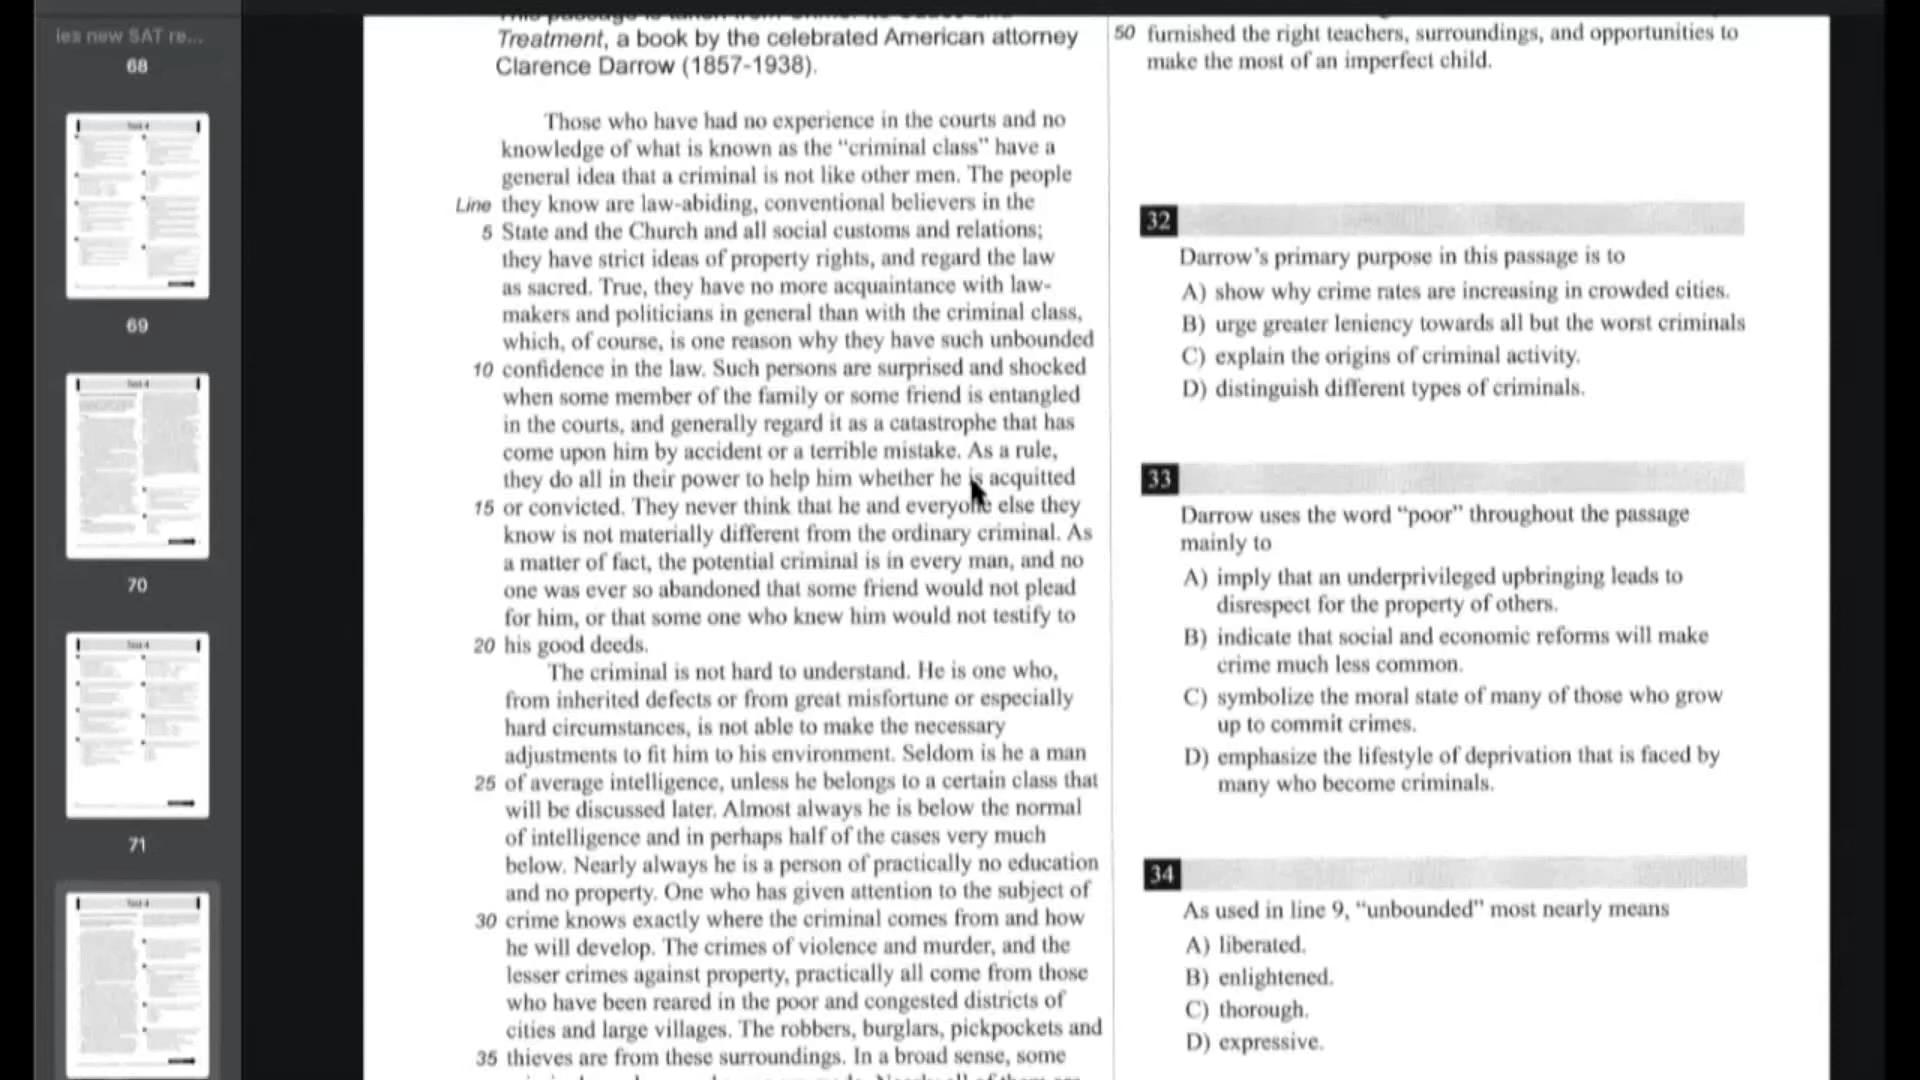 ies new SAT re...
68
69
70
71
Treatment, a book by the celebrated American attorney
Clarence Darrow (1857-1938).
Those who have had no experience in the courts and no
knowledge of what is known as the “criminal class” have a
general idea that a criminal is not like other men. The people
Line they know are law-abiding, conventional believers in the
5 State and the Church and all social customs and relations;
they have strict ideas of property rights, and regard the law
as sacred. True, they have no more acquaintance with law-
makers and politicians in general than with the criminal class,
which, of course, is one reason why they have such unbounded
10 confidence in the law. Such persons are surprised and shocked
when some member of the family or some friend is entangled
in the courts, and generally regard it as a catastrophe that has
come upon him by accident or a terrible mistake. As a rule,
they do all in their power to help him whether he is acquitted
15 or convicted. They never think that he and everyone else they
know is not materially different from the ordinary criminal. As
a matter of fact, the potential criminal is in every man, and no
one was ever so abandoned that some friend would not plead
for him, or that some one who knew him would not testify to
20 his good deeds.
The criminal is not hard to understand. He is one who,
from inherited defects or from great misfortune or especially
hard circumstances, is not able to make the necessary
adjustments to fit him to his environment. Seldom is he a man
25 of average intelligence, unless he belongs to a certain class that
will be discussed later. Almost always he is below the normal
of intelligence and in perhaps half of the cases very much
below. Nearly always he is a person of practically no education
and no property. One who has given attention to the subject of
30 crime knows exactly where the criminal comes from and how
he will develop. The crimes of violence and murder, and the
lesser crimes against property, practically all come from those
who have been reared in the poor and congested districts of
cities and large villages. The robbers, burglars, pickpockets and
35 thieves are from these surroundings. In a broad sense, some
50 furnished the right teachers, surroundings, and opportunities to
make the most of an imperfect child.
32
Darrow’s primary purpose in this passage is to
A) show why crime rates are increasing in crowded cities.
B) urge greater leniency towards all but the worst criminals
C) explain the origins of criminal activity.
D) distinguish different types of criminals.
33
Darrow uses the word “poor” throughout the passage
mainly to
A) imply that an underprivileged upbringing leads to
disrespect for the property of others.
B) indicate that social and economic reforms will make
crime much less common.
C) symbolize the moral state of many of those who grow
up to commit crimes.
D) emphasize the lifestyle of deprivation that is faced by
many who become criminals.
34
As used in line 9, “unbounded” most nearly means
A) liberated.
B) enlightened.
C) thorough.
D) expressive.